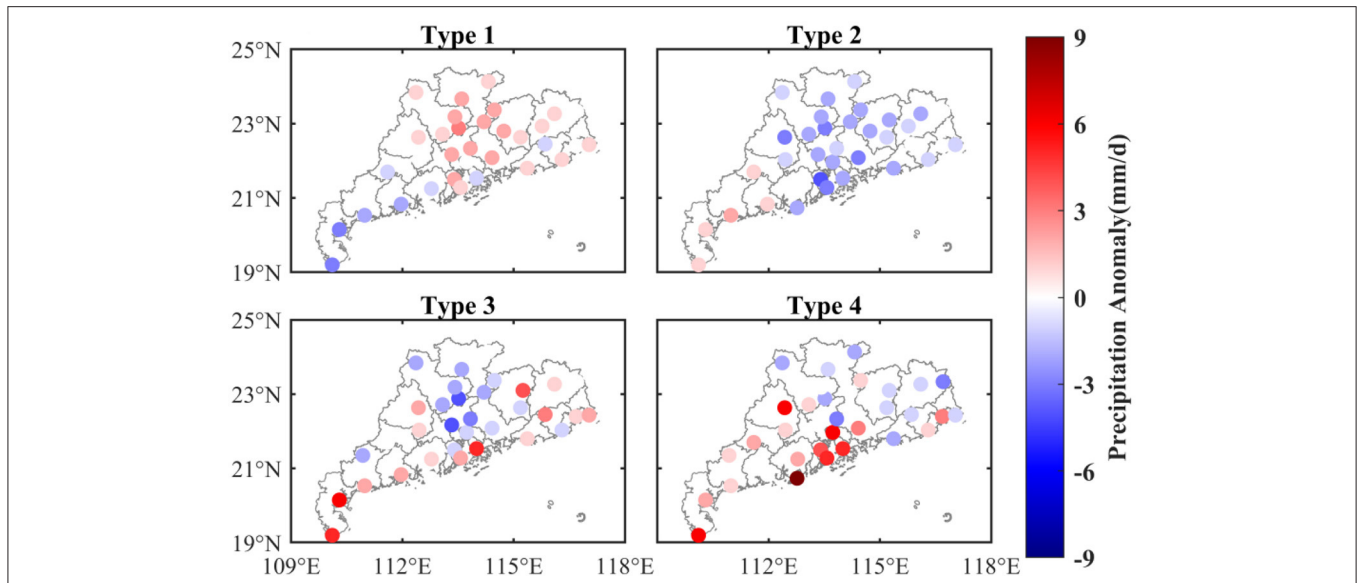 Type 1
Type 2
25°N
23°N
21°N
19°N
Type 3
Type 4
25°N
23°N
21°N
19°N
109°E 112°E 115°E 118°E
112°E 115°E 118°E
9
6
3
0
-3
-6
-9
Precipitation Anomaly(mm/d)